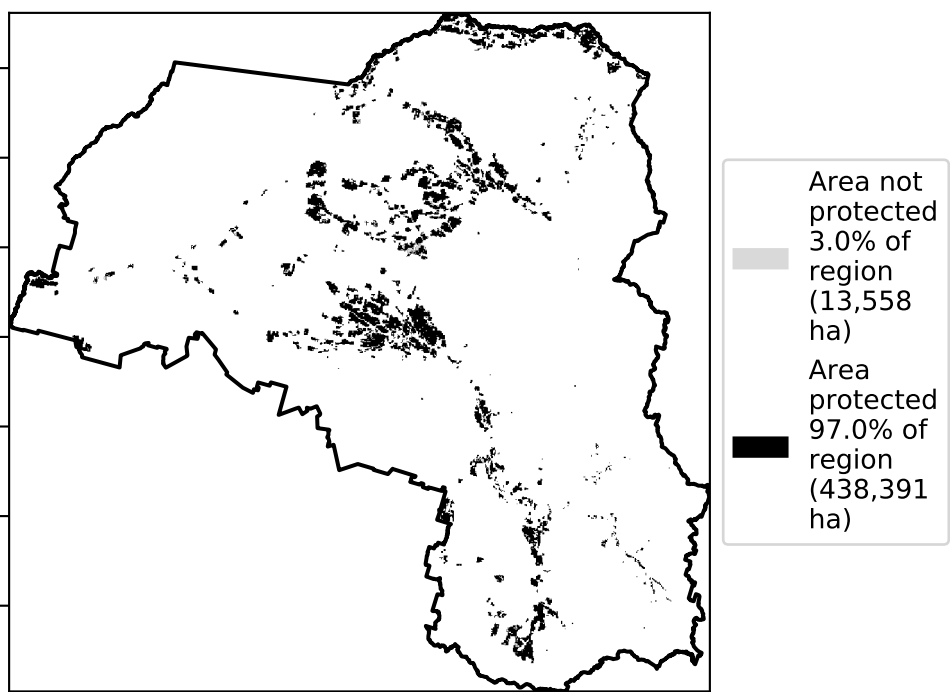 Area not
protected
3.0% of
region
(13,558
ha)
Area
protected
97.0% of
region
(438,391
ha)